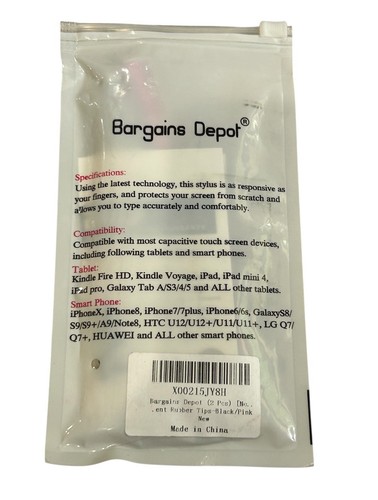 Bargains Depot®
Specifications:
Using the latest technology, this stylus is as responsive as
your fingers, and protects your screen from scratch and
allows you to type accurately and comfortably.
Compatibility:
Compatible with most capacitive touch screen devices,
including following tablets and smart phones.
Tablet:
Kindle Fire HD, Kindle Voyage, iPad, iPad mini 4,
iPad pro, Galaxy Tab A/S3/4/5 and ALL other tablets.
Smart Phone:
iPhoneX, iPhone8, iPhone7/7plus, iPhone6/6s, GalaxyS8/
S9/S9+/A9/Note8, HTC U12/U12+/U11/U11+, LG Q7/
Q7+, HUAWEI and ALL other smart phones.
X00215JY8H
Bargains Depot (2 Pcs) [Ne..
.ent Rubber Tips-Black/Pink
New
Made in China